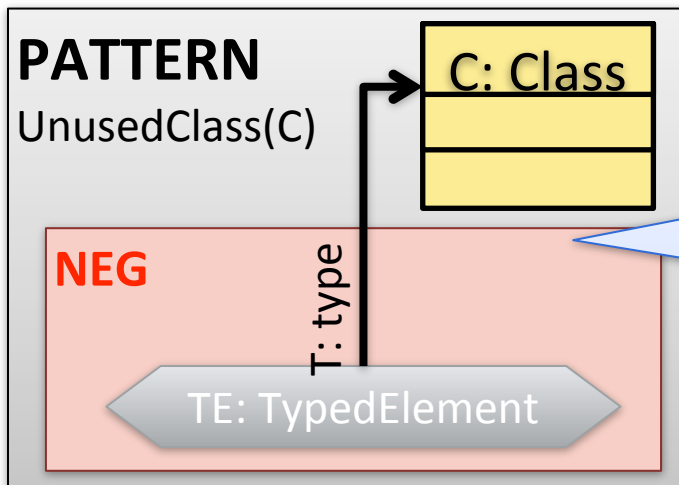 PATTERN
UnusedClass(C)
C: Class
NEG
T: type
TE: TypedElement